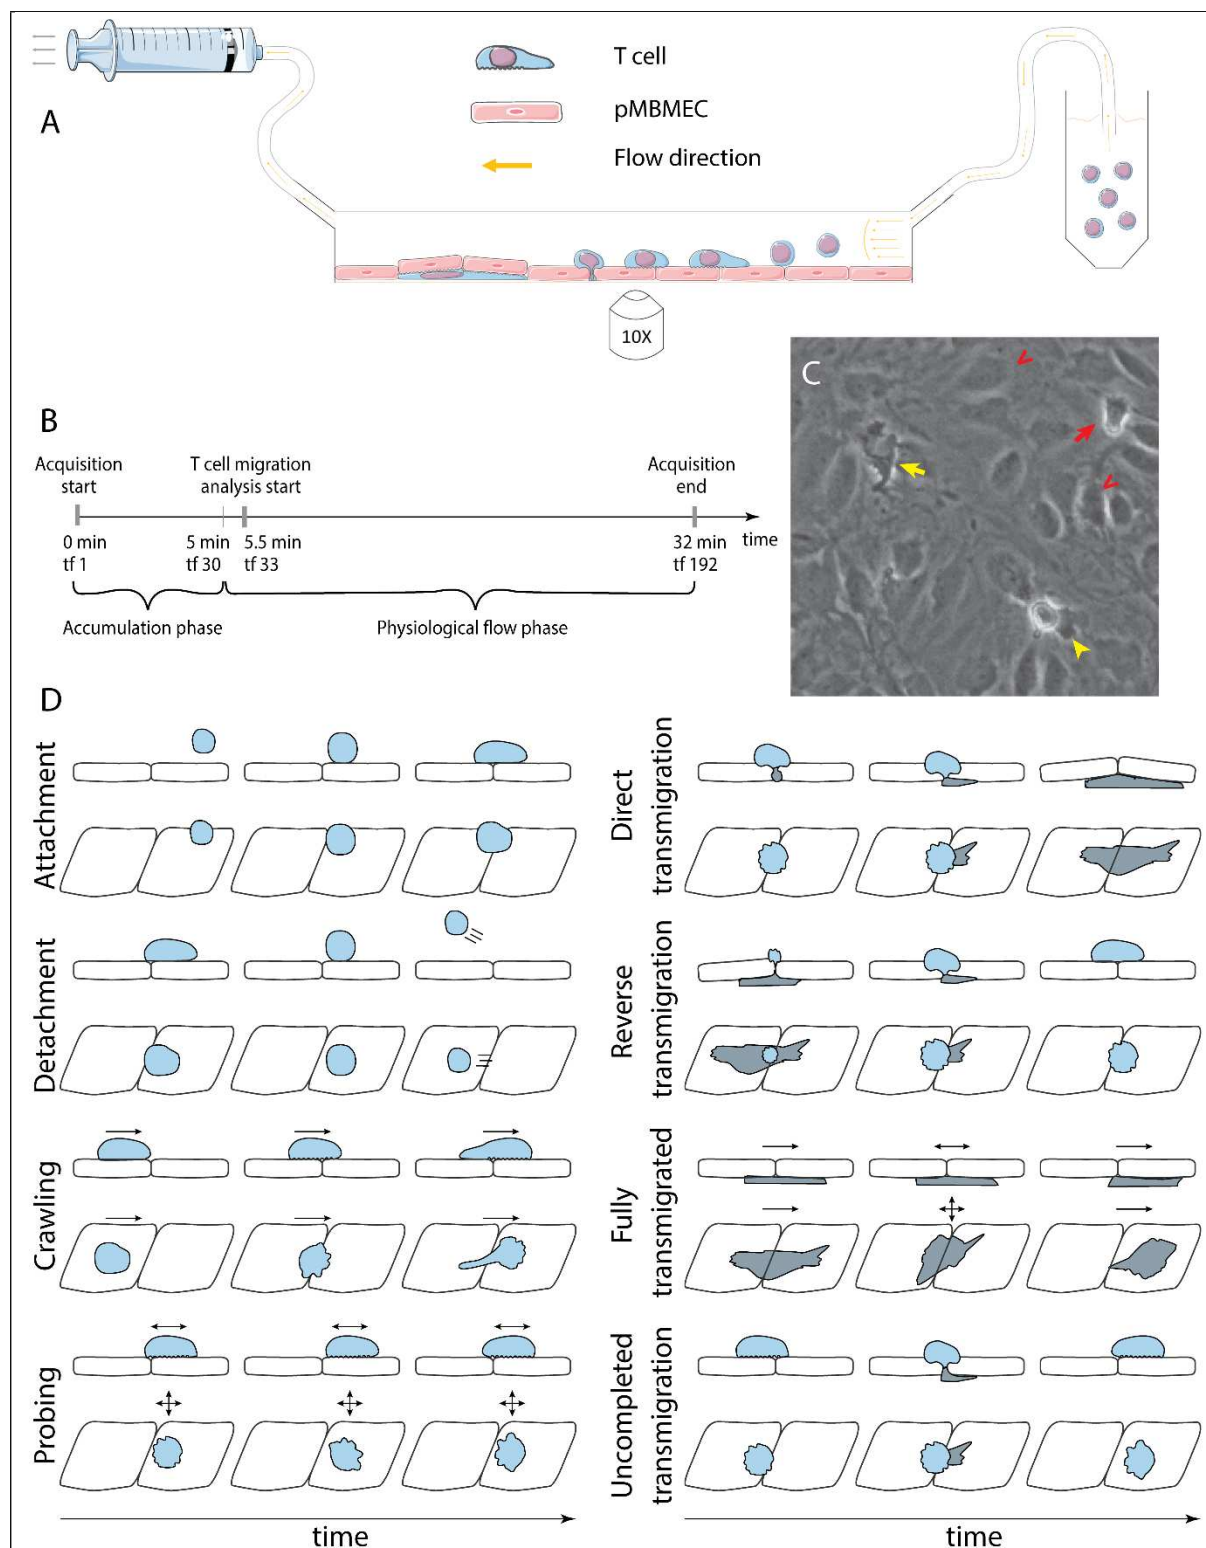 A
T cell
pMBMEC
Flow direction
10X
B
Acquisition
start
T cell migration
analysis start
Acquisition
end
time
0 min
tf 1
5 min
tf 30
5.5 min
tf 33
32 min
tf 192
Accumulation phase
Physiological flow phase
C
D
Attachment
Detachment
Crawling
Probing
time
Direct
transmigration
Reverse
transmigration
Fully
transmigrated
Uncompleted
transmigration
time